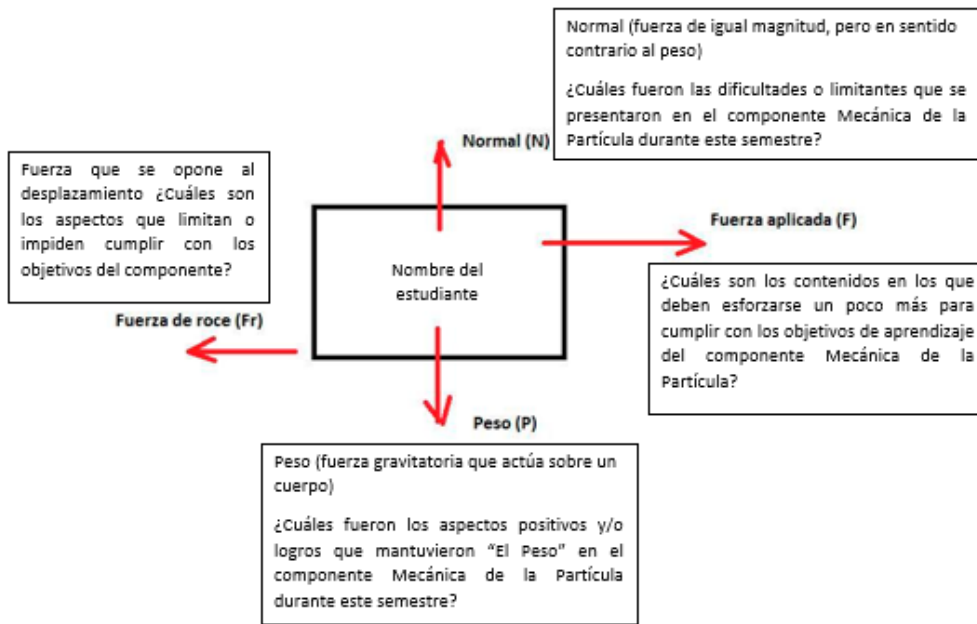 Normal (fuerza de igual magnitud, pero en sentido
contrario al peso)
¿Cuáles fueron las dificultades o limitantes que se
presentaron en el componente Mecánica de la
Partícula durante este semestre?
Normal (N)
Fuerza que se opone al
desplazamiento ¿Cuáles son
los aspectos que limitan o
impiden cumplir con los
objetivos del componente?
Fuerza aplicada (F)
Nombre del
estudiante
¿Cuáles son los contenidos en los que
deben esforzarse un poco más para
cumplir con los objetivos de aprendizaje
del componente Mecánica de la
Partícula?
Fuerza de roce (Fr)
Peso (P)
Peso (fuerza gravitatoria que actúa sobre un
cuerpo)
¿Cuáles fueron los aspectos positivos y/o
logros que mantuvieron “El Peso” en el
componente Mecánica de la Partícula
durante este semestre?